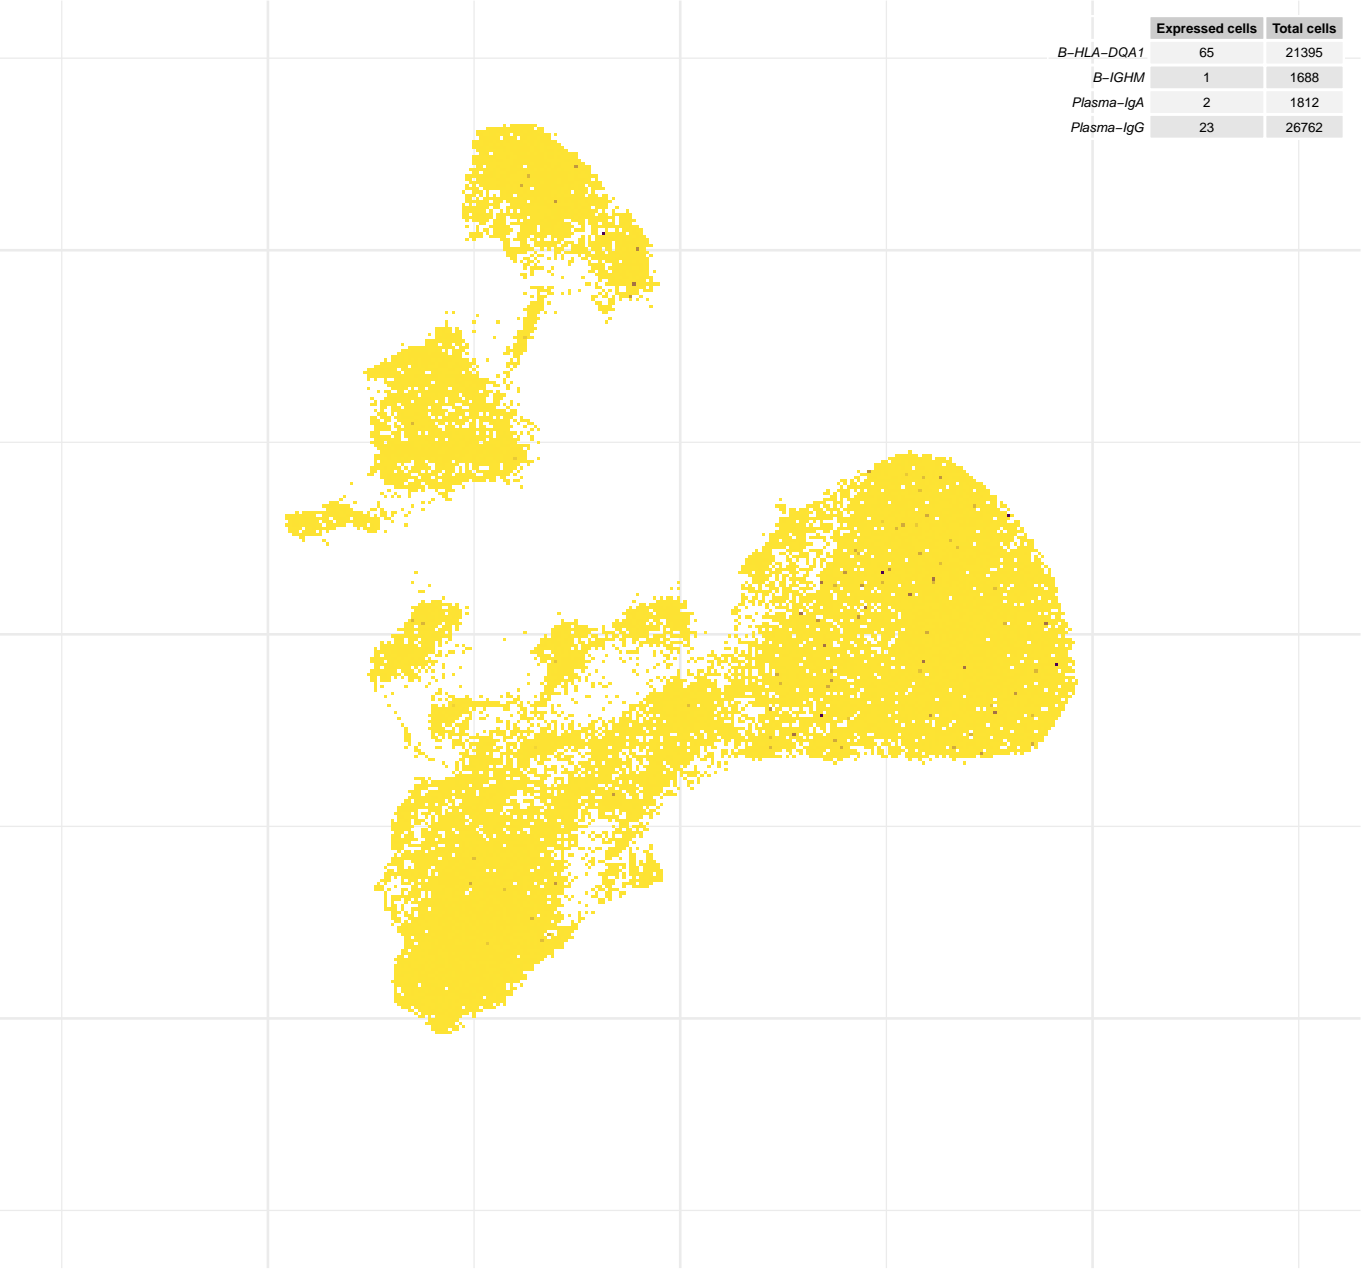 Expressed cells Total cells
B−HLA−DQA1 65 21395
B−IGHM 1 1688
Plasma−IgA 2 1812
Plasma−IgG 23 26762